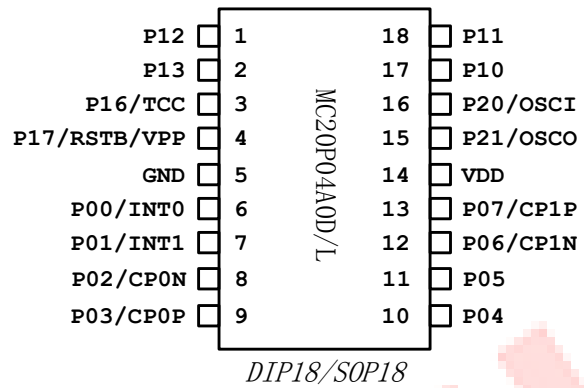 P12 1 18 P11
P13 2 17 P10
P16/TCC 3 16 P20/OSCI
P17/RSTB/VPP 4 15 P21/OSCO
GND 5 14 VDD
P00/INT0 6 13 P07/CP1P
P01/INT1 7 12 P06/CP1N
P02/CP0N 8 11 P05
P03/CP0P 9 10 P04
MC20P04A0D/L
DIP18/SOP18